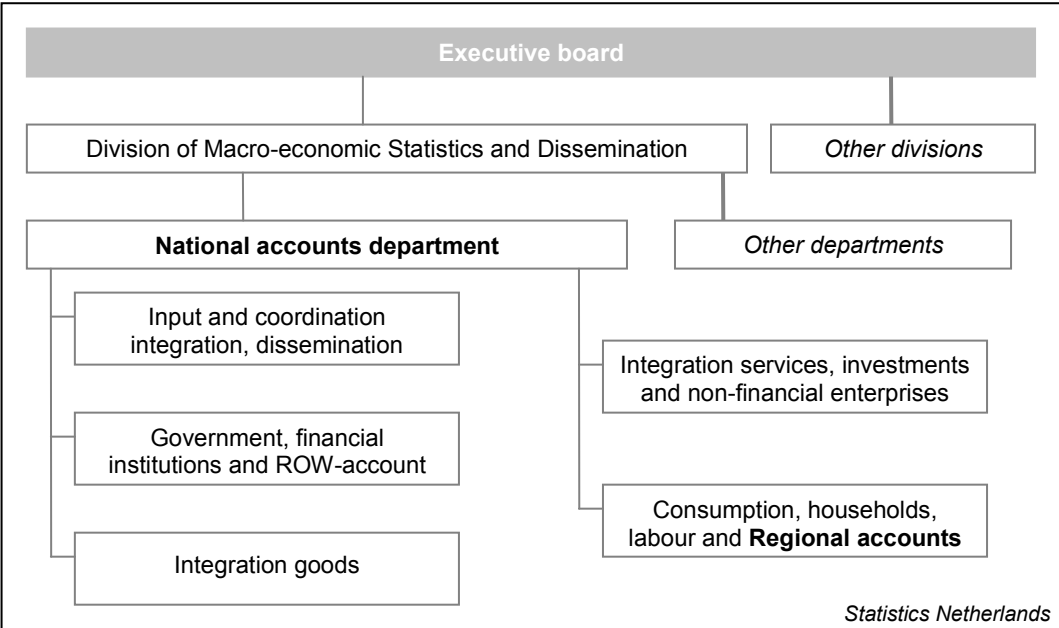 Executive board
Division of Macro-economic Statistics and Dissemination
Other divisions
National accounts department
Other departments
Input and coordination
integration, dissemination
Integration services, investments
and non-financial enterprises
Government, financial
institutions and ROW-account
Consumption, households,
labour and Regional accounts
Integration goods
Statistics Netherlands